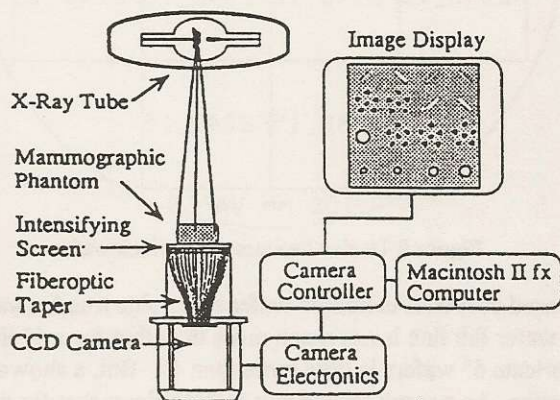 Image Display
X-Ray Tube
Mammographic
Phantom
Intensifying
Screen
Fiberoptic
Taper
CCD Camera
Camera
Controller
Macintosh II fx
Computer
Camera
Electronics